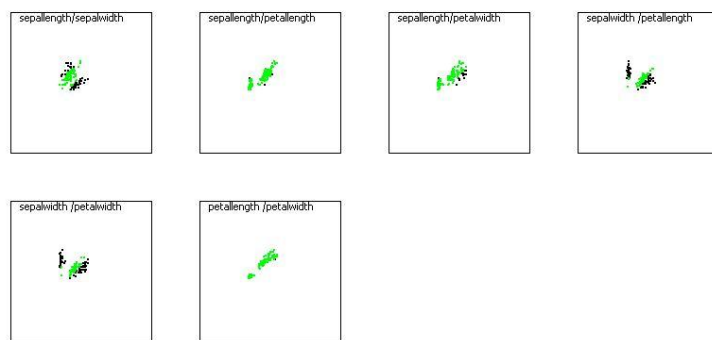 sepallength/sepalwidth
sepallength/petallength
sepallength/petalwidth
sepalwidth /petallength
sepalwidth /petalwidth
petallength /petalwidth